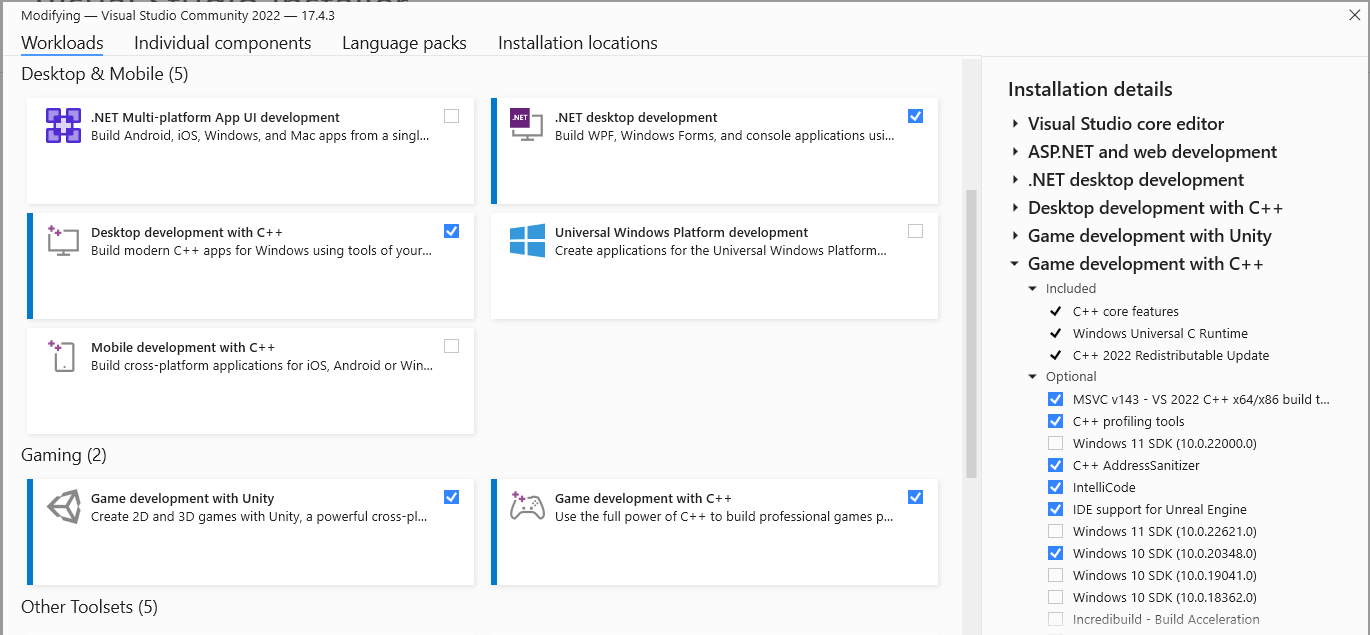 Modifying — Visual Studio Community 2022 — 17.4.3
Workloads
Individual components
Language packs
Installation locations
Desktop & Mobile (5)
.NET Multi-platform App UI development
Build Android, iOS, Windows, and Mac apps from a singl...
.NET
.NET desktop development
Build WPF, Windows Forms, and console applications usi...
Desktop development with C++
Build modern C++ apps for Windows using tools of your...
Universal Windows Platform development
Create applications for the Universal Windows Platform...
Mobile development with C++
Build cross-platform applications for iOS, Android or Win...
Gaming (2)
Game development with Unity
Create 2D and 3D games with Unity, a powerful cross-pl...
Game development with C++
Use the full power of C++ to build professional games p...
Other Toolsets (5)
Installation details
Visual Studio core editor
ASP.NET and web development
.NET desktop development
Desktop development with C++
Game development with Unity
Game development with C++
Included
C++ core features
Windows Universal C Runtime
C++ 2022 Redistributable Update
Optional
MSVC v143 - VS 2022 C++ x64/x86 build t...
C++ profiling tools
Windows 11 SDK (10.0.22000.0)
C++ AddressSanitizer
IntelliCode
IDE support for Unreal Engine
Windows 11 SDK (10.0.22621.0)
Windows 10 SDK (10.0.20348.0)
Windows 10 SDK (10.0.19041.0)
Windows 10 SDK (10.0.18362.0)
Incredibuild - Build Acceleration